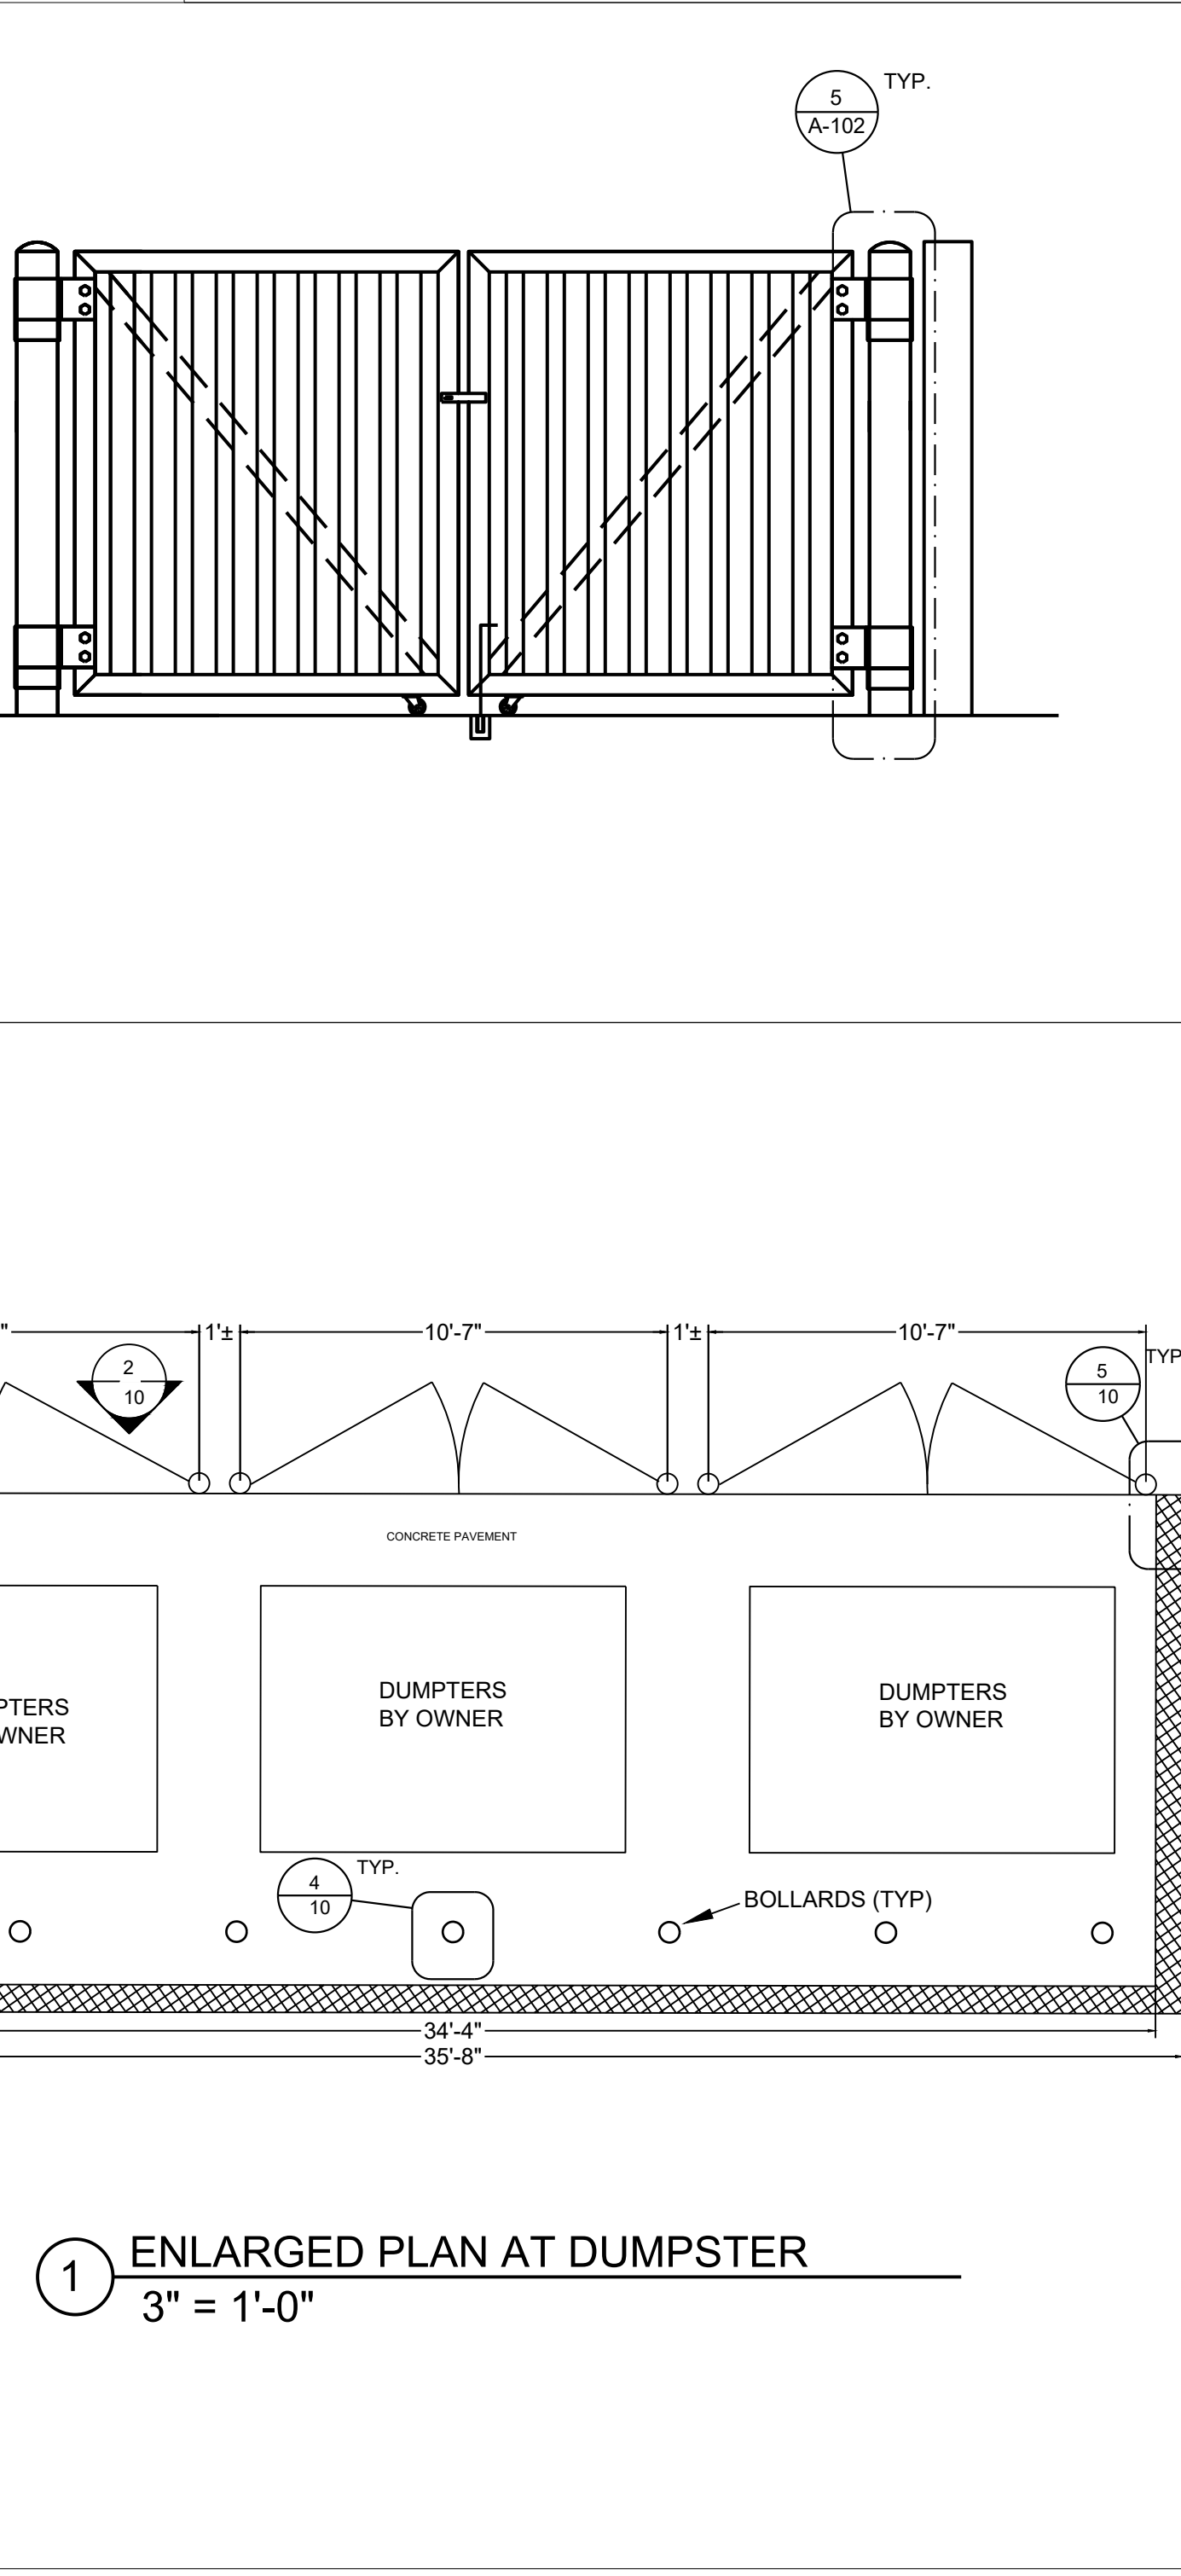 5
A-102
TYP.
"
1'±
10'-7"
1'±
10'-7"
2
10
5
10
TYP
CONCRETE PAVEMENT
PTERS
WNER
DUMPTERS
BY OWNER
DUMPTERS
BY OWNER
4
10
TYP.
BOLLARDS (TYP)
34'-4"
35'-8"
1
ENLARGED PLAN AT DUMPSTER
3" = 1'-0"